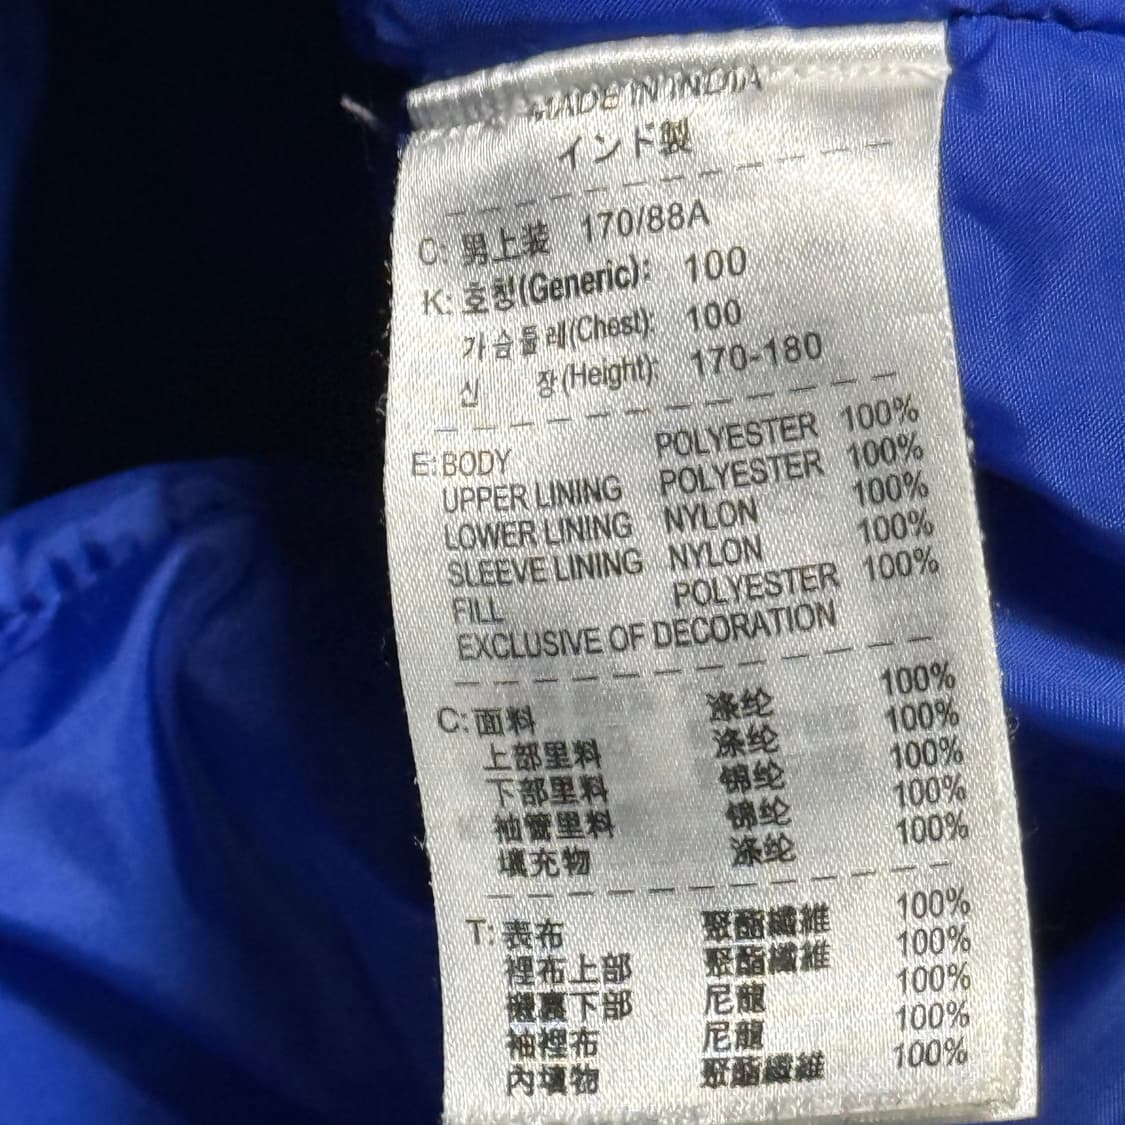 MADE IN INDIA
インド製
C: 男上装 170/88A
K: 호칭(Generic): 100
가슴둘레(Chest): 100
신 장(Height): 170-180
E: BODY POLYESTER 100%
UPPER LINING POLYESTER 100%
LOWER LINING NYLON 100%
SLEEVE LINING NYLON 100%
FILL POLYESTER 100%
EXCLUSIVE OF DECORATION
C: 面料 涤纶 100%
上部里料 涤纶 100%
下部里料 锦纶 100%
袖管里料 锦纶 100%
填充物 涤纶 100%
T: 表布 聚酯纖維 100%
裡布上部 聚酯纖維 100%
襯裏下部 尼龍 100%
袖裡布 尼龍 100%
內填物 聚酯纖維 100%